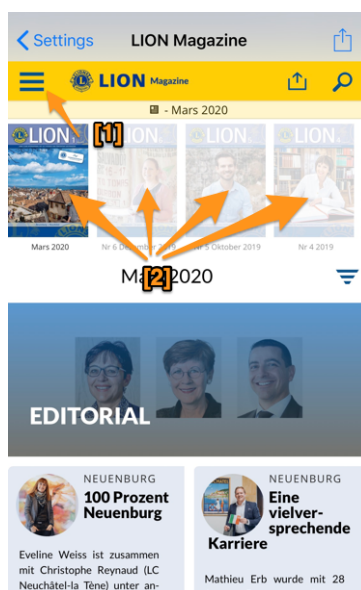 Settings
LION Magazine
LION Magazine
- Mars 2020
[1]
LION
LION
LION
LION
Mars 2020
Nr 6 Dezember 2019
Nr 5 Oktober 2019
Nr 4 2019
[2]
Mars 2020
EDITORIAL
NEUENBURG
100 Prozent
Neuenburg
Eveline Weiss ist zusammen
mit Christophe Reynaud (LC
Neuchâtel-la Tène) unter an-
NEUENBURG
Eine
vielver-
sprechende
Karriere
Mathieu Erb wurde mit 28